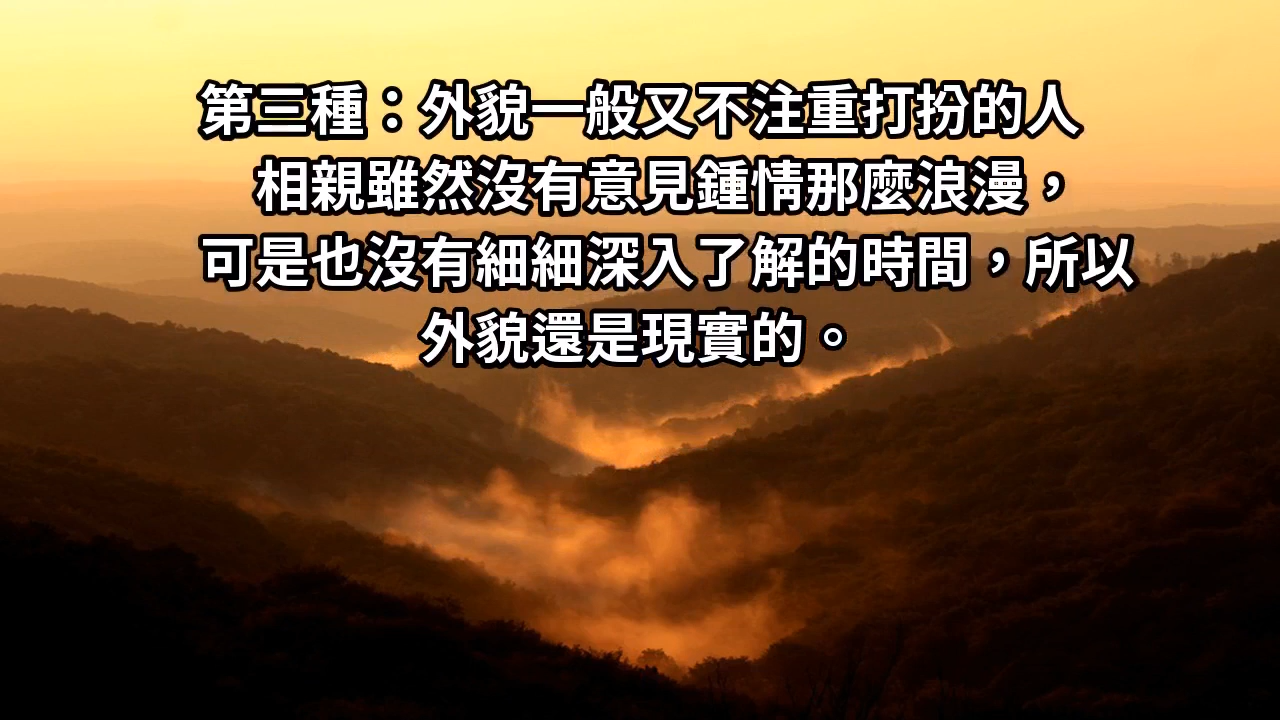 第三種：外貌一般又不注重打扮的人
相親雖然沒有意見鍾情那麼浪漫，
可是也沒有細細深入了解的時間，所以
外貌還是現實的。